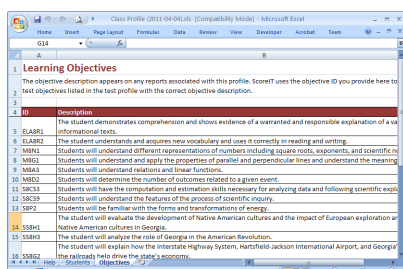 Class Profile (2011-04-04).xls [Compatibility Mode] - Microsoft Excel
Home Insert Page Layout Formulas Data Review View Developer Acrobat Team
G14 fx
A B
1 Learning Objectives
The objective description appears on any reports associated with this profile. ScoreIT uses the objective ID you provide here to
2 test objectives listed in the test profile with the correct objective description.
3
4 ID Description
The student demonstrates comprehension and shows evidence of a warranted and responsible explanation of a va
5 ELA8R1 informational texts.
6 ELA8R2 The student understands and acquires new vocabulary and uses it correctly in reading and writing.
7 M8N1 Students will understand different representations of numbers including square roots, exponents, and scientific no
8 M8G1 Students will understand and apply the properties of parallel and perpendicular lines and understand the meaning
9 M8A3 Students will understand relations and linear functions.
10 M8D2 Students will determine the number of outcomes related to a given event.
11 S8CS3 Students will have the computation and estimation skills necessary for analyzing data and following scientific expla
12 S8CS9 Students will understand the features of the process of scientific inquiry.
13 S8P2 Students will be familiar with the forms and transformations of energy.
The student will evaluate the development of Native American cultures and the impact of European exploration an
14 SS8H1 Native American cultures in Georgia.
15 SS8H3 The student will analyze the role of Georgia in the American Revolution.
The student will explain how the Interstate Highway System, Hartsfield-Jackson International Airport, and Georgia'
16 SS8G2 the railroads help drive the state's economy.
Help Students Objectives